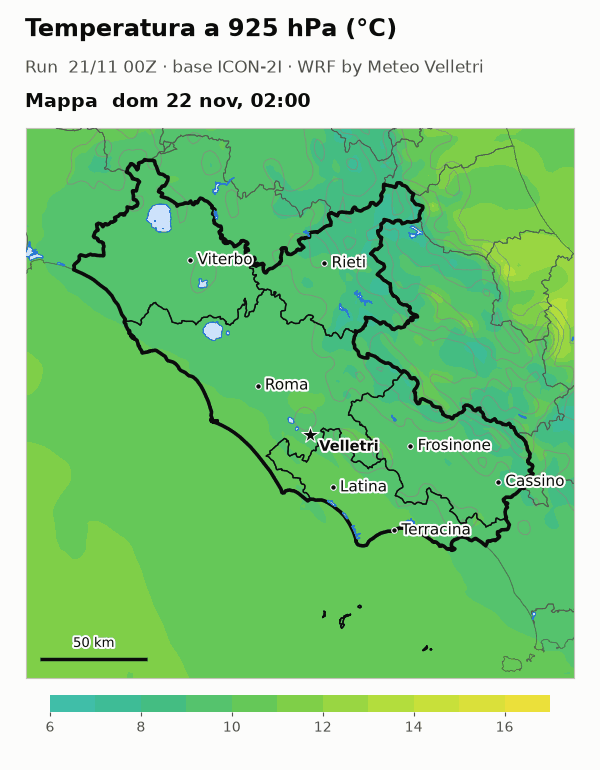 Temperatura a 925 hPa (°C)
Run  21/11 00Z · base ICON-2I · WRF by Meteo Velletri
Mappa  dom 22 nov, 02:00
Viterbo
Rieti
Roma
Velletri
Frosinone
Cassino
Latina
Terracina
50 km
6 8 10 12 14 16